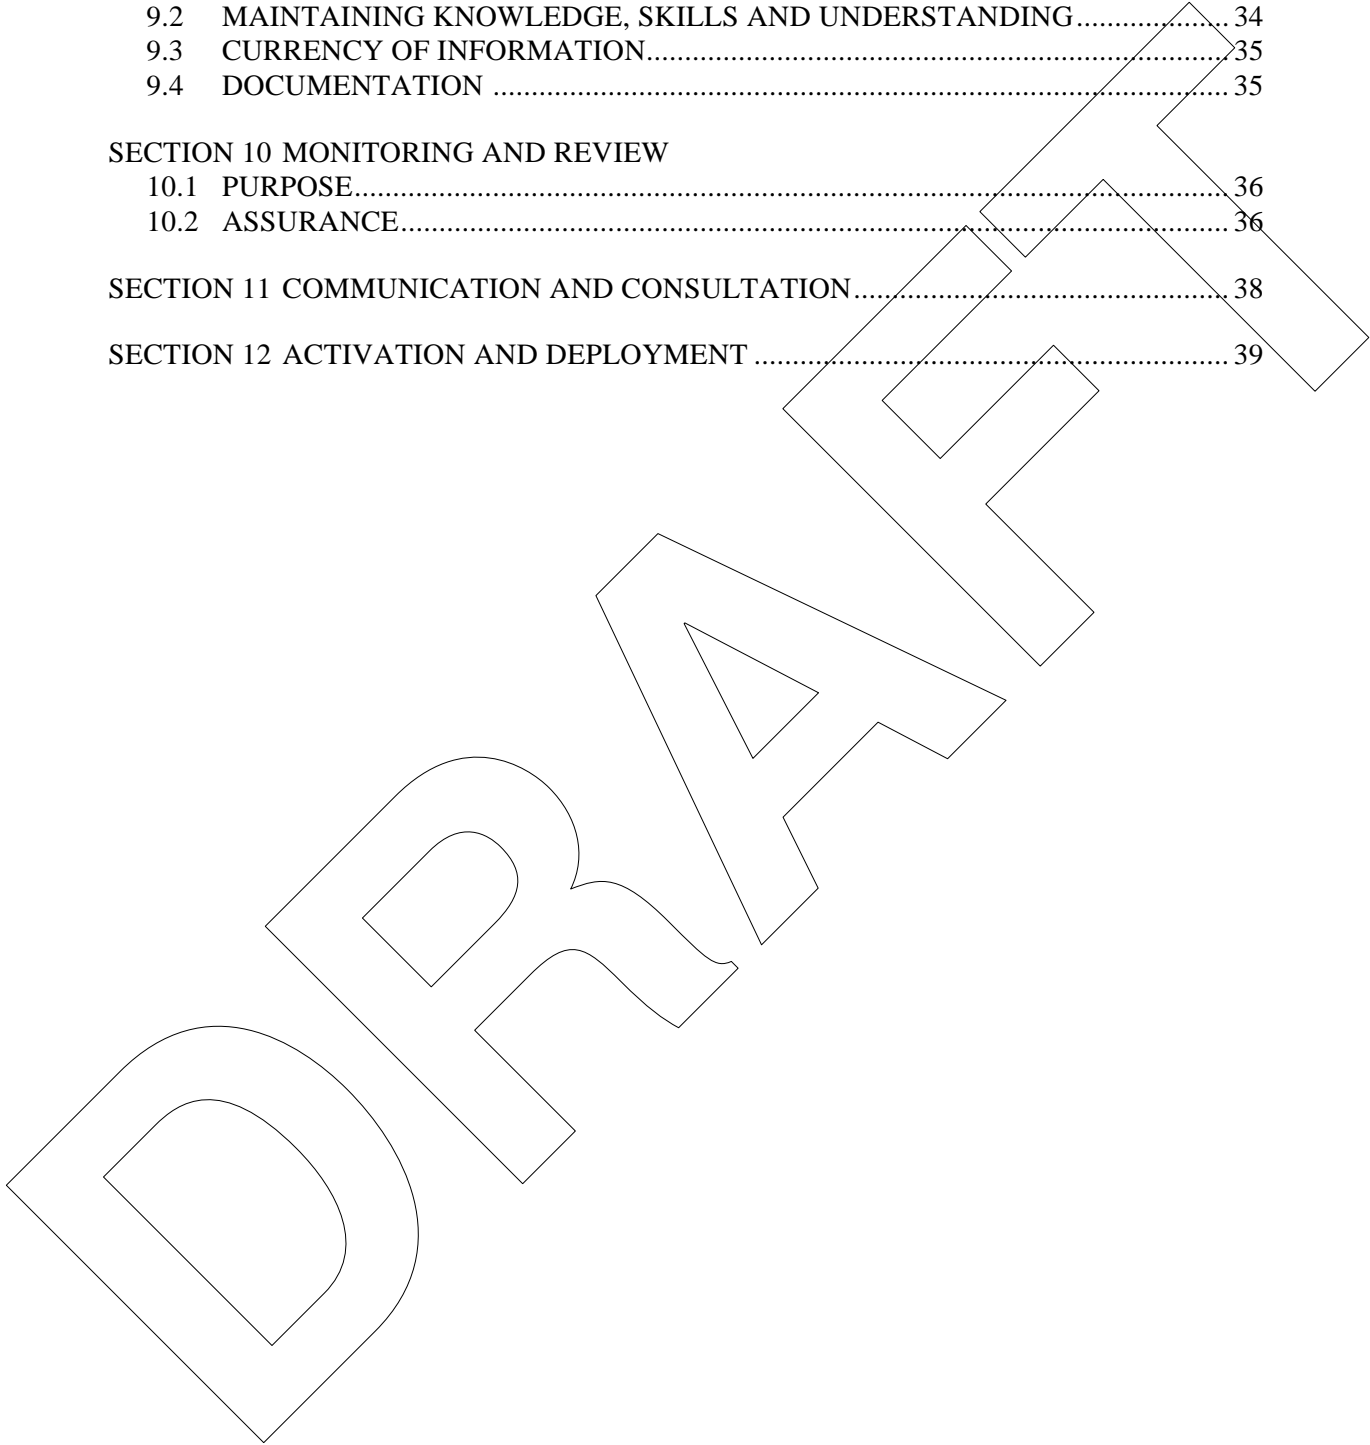 9.2 MAINTAINING KNOWLEDGE, SKILLS AND UNDERSTANDING.................... 34
9.3 CURRENCY OF INFORMATION............................................................................ 35
9.4 DOCUMENTATION ................................................................................................ 35
SECTION 10 MONITORING AND REVIEW
10.1 PURPOSE.................................................................................................................. 36
10.2 ASSURANCE............................................................................................................ 36
SECTION 11 COMMUNICATION AND CONSULTATION................................................. 38
SECTION 12 ACTIVATION AND DEPLOYMENT .............................................................. 39
DRAFT